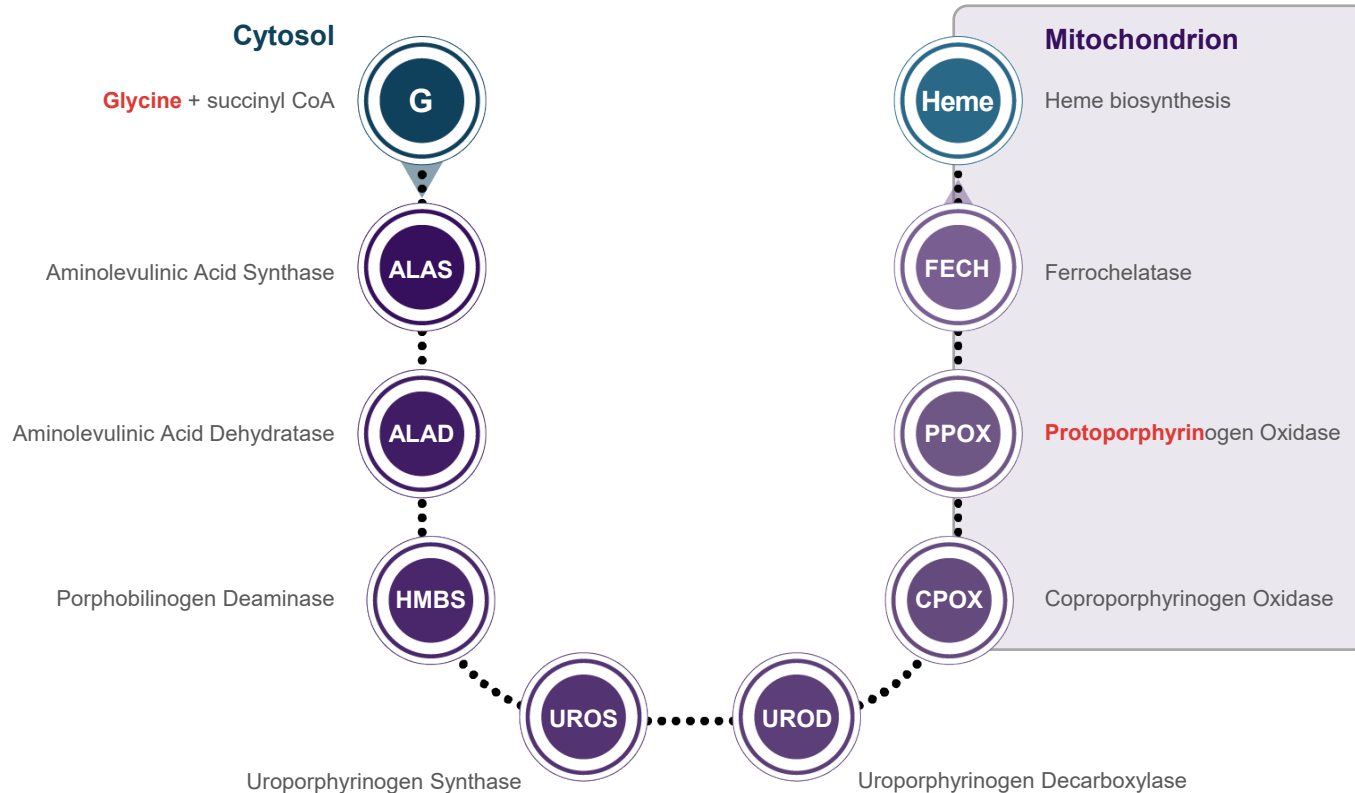 Cytosol
Mitochondrion
Glycine + succinyl CoA
G
Heme
Heme biosynthesis
Aminolevulinic Acid Synthase
ALAS
FECH
Ferrochelatase
Aminolevulinic Acid Dehydratase
ALAD
PPOX
Protoporphyrinogen Oxidase
Porphobilinogen Deaminase
HMBS
CPOX
Coproporphyrinogen Oxidase
UROS
UROD
Uroporphyrinogen Synthase
Uroporphyrinogen Decarboxylase